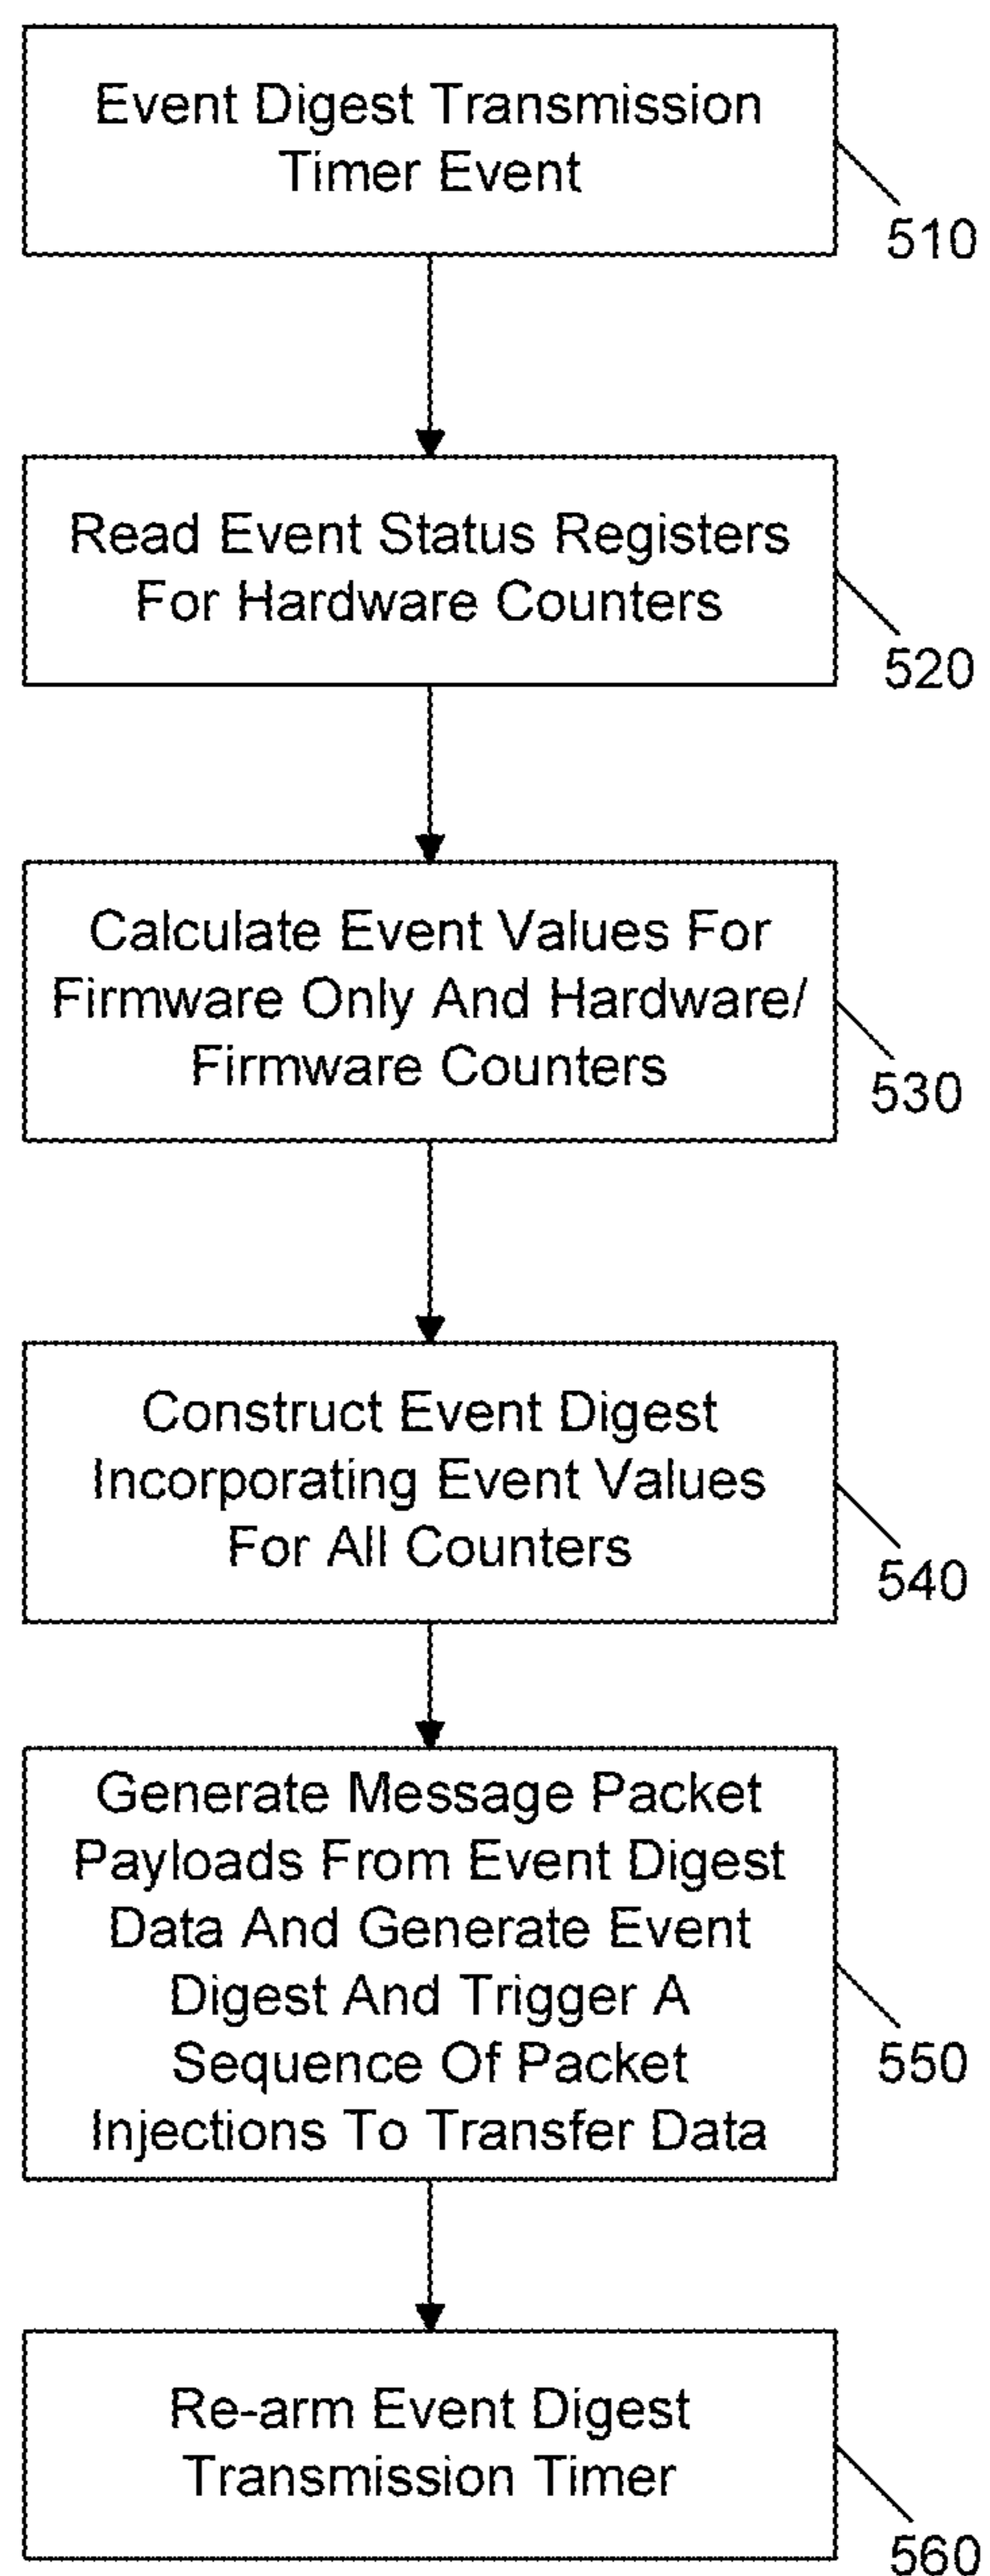 Event Digest Transmission
Timer Event
510
Read Event Status Registers
For Hardware Counters
520
Calculate Event Values For
Firmware Only And Hardware/
Firmware Counters
530
Construct Event Digest
Incorporating Event Values
For All Counters
540
Generate Message Packet
Payloads From Event Digest
Data And Generate Event
Digest And Trigger A
Sequence Of Packet
Injections To Transfer Data
550
Re-arm Event Digest
Transmission Timer
560